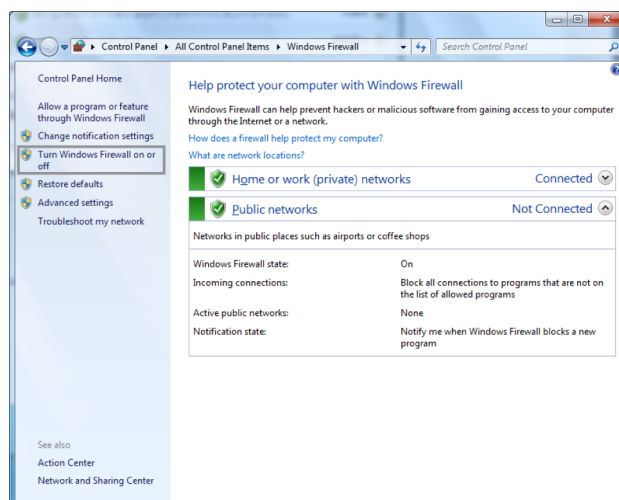 Control Panel ▸ All Control Panel Items ▸ Windows Firewall
Search Control Panel
Control Panel Home
Allow a program or feature
through Windows Firewall
Change notification settings
Turn Windows Firewall on or
off
Restore defaults
Advanced settings
Troubleshoot my network
See also
Action Center
Network and Sharing Center
Help protect your computer with Windows Firewall
Windows Firewall can help prevent hackers or malicious software from gaining access to your computer
through the Internet or a network.
How does a firewall help protect my computer?
What are network locations?
Home or work (private) networks Connected
Public networks Not Connected
Networks in public places such as airports or coffee shops
Windows Firewall state: On
Incoming connections: Block all connections to programs that are not on
the list of allowed programs
Active public networks: None
Notification state: Notify me when Windows Firewall blocks a new
program